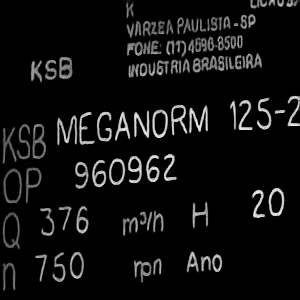 K
VARZEA PAULISTA - SP
FONE: (11) 4596-8500
INDUSTRIA BRASILEIRA
KSB
KSB MEGANORM 125-2
OP 960962
Q 376 m³/h H 20
n 750 rpn Ano